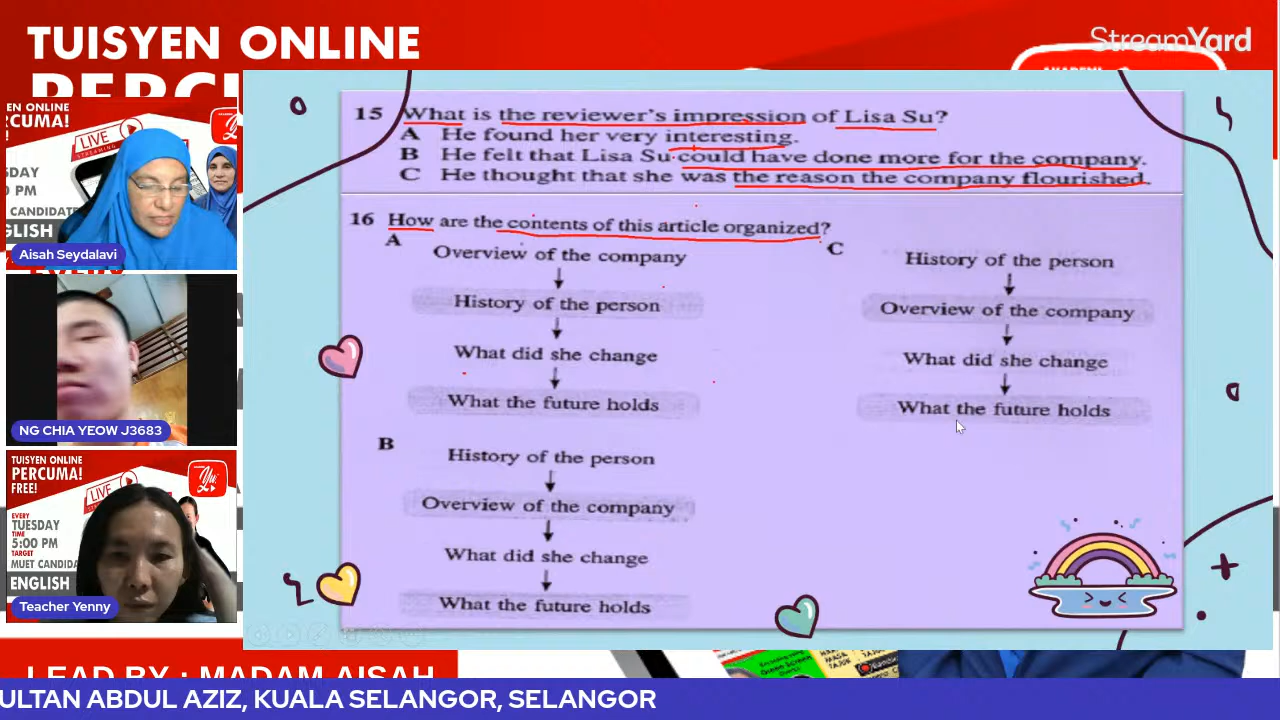 TUISYEN ONLINE
StreamYard
EN ONLINE
CUMA!
LIVE
SDAY
PM
CANDIDAT
GLISH
Aisah Seydalavi
NG CHIA YEOW J3683
TUISYEN ONLINE
PERCUMA!
FREE!
LIVE
EVERY
TUESDAY
TIME
5:00 PM
TARGET
MUET CANDIDA
ENGLISH
Teacher Yenny
15 What is the reviewer's impression of Lisa Su?
A He found her very interesting.
B He felt that Lisa Su could have done more for the company.
C He thought that she was the reason the company flourished.
16 How are the contents of this article organized?
A
Overview of the company
History of the person
What did she change
What the future holds
B
History of the person
Overview of the company
What did she change
What the future holds
C
History of the person
Overview of the company
What did she change
What the future holds
LEAD BY : MADAM AISAH
ULTAN ABDUL AZIZ, KUALA SELANGOR, SELANGOR